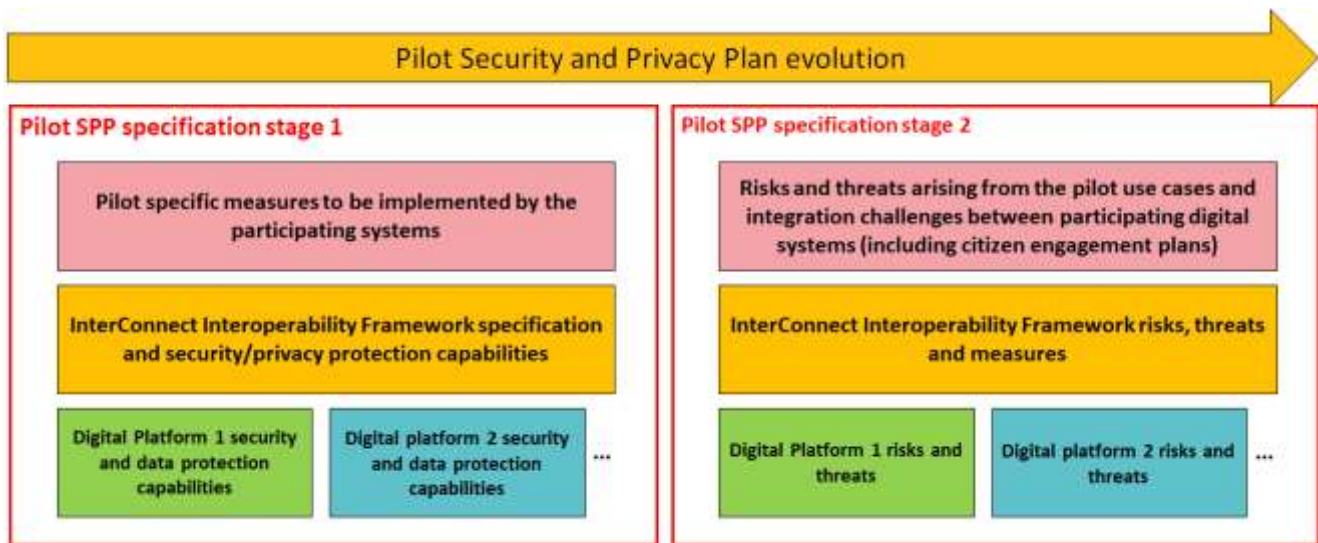 Pilot Security and Privacy Plan evolution
Pilot SPP specification stage 1
Pilot specific measures to be implemented by the
participating systems
InterConnect Interoperability Framework specification
and security/privacy protection capabilities
Digital Platform 1 security
and data protection
capabilities
Digital platform 2 security
and data protection
capabilities
...
Pilot SPP specification stage 2
Risks and threats arising from the pilot use cases and
integration challenges between participating digital
systems (including citizen engagement plans)
InterConnect Interoperability Framework risks, threats
and measures
Digital Platform 1 risks and
threats
Digital platform 2 risks and
threats
...